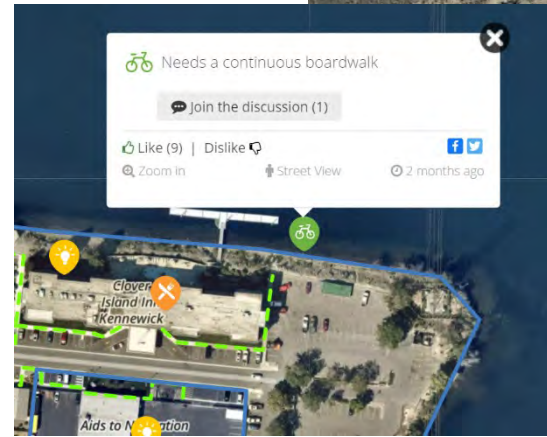 Needs a continuous boardwalk
Join the discussion (1)
Like (9) | Dislike
Zoom in Street View 2 months ago
Clover
Island Inn
Kennewick
Aids to N ation